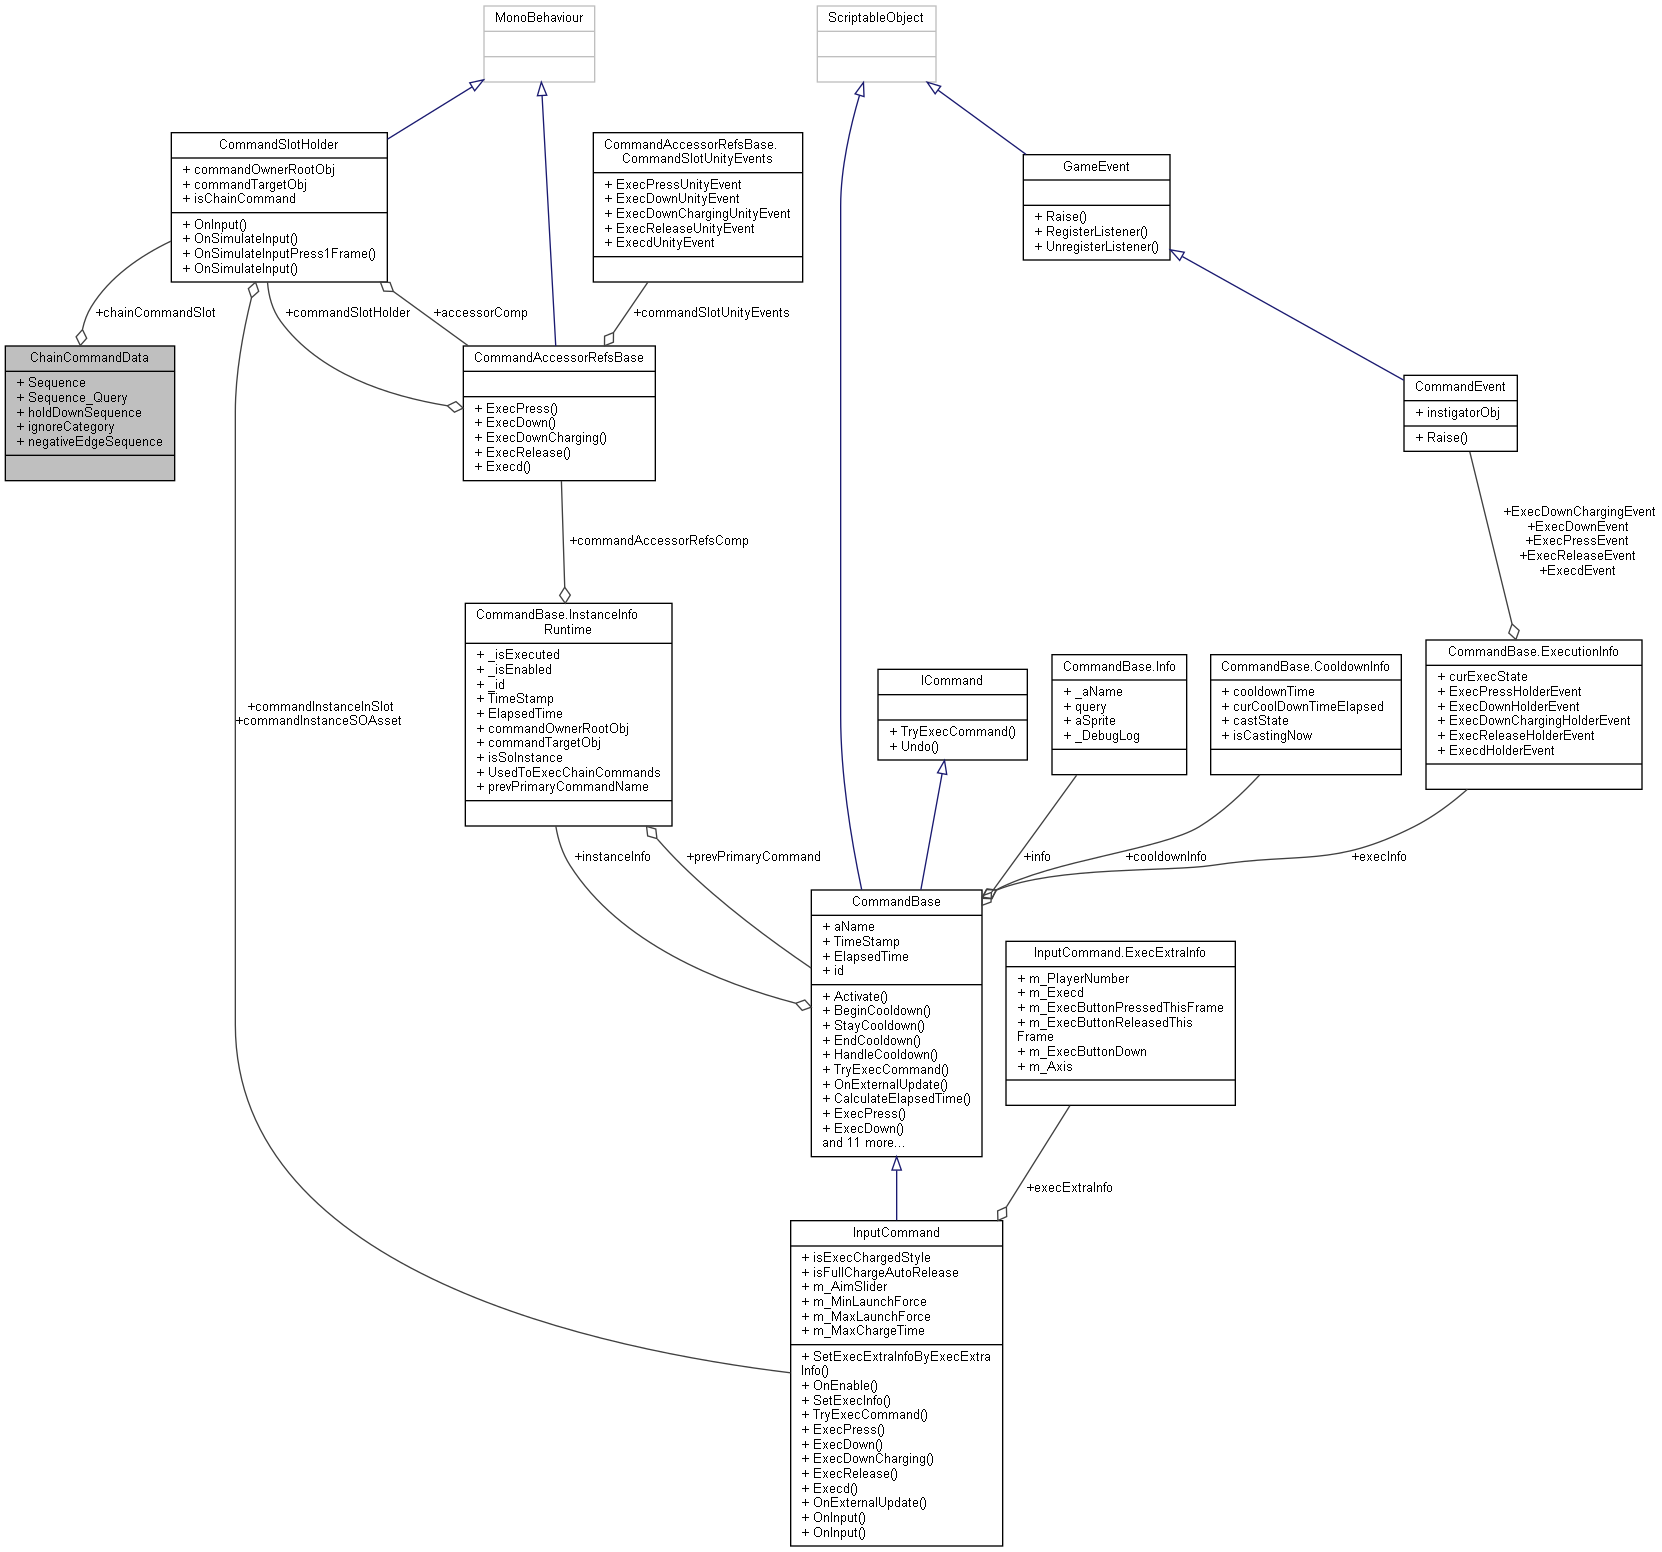 MonoBehaviour
ScriptableObject
CommandSlotHolder
+ commandOwnerRootObj
+ commandTargetObj
+ isChainCommand
+ OnInput()
+ OnSimulateInput()
+ OnSimulateInputPress1Frame()
+ OnSimulateInput()
CommandAccessorRefsBase.
CommandSlotUnityEvents
+ ExecPressUnityEvent
+ ExecDownUnityEvent
+ ExecDownChargingUnityEvent
+ ExecReleaseUnityEvent
+ ExecdUnityEvent
GameEvent
+ Raise()
+ RegisterListener()
+ UnregisterListener()
+chainCommandSlot
+commandSlotHolder
+accessorComp
+commandSlotUnityEvents
ChainCommandData
+ Sequence
+ Sequence_Query
+ holdDownSequence
+ ignoreCategory
+ negativeEdgeSequence
CommandAccessorRefsBase
+ ExecPress()
+ ExecDown()
+ ExecDownCharging()
+ ExecRelease()
+ Execd()
CommandEvent
+ instigatorObj
+ Raise()
+commandAccessorRefsComp
+ExecDownChargingEvent
+ExecDownEvent
+ExecPressEvent
+ExecReleaseEvent
+ExecdEvent
+commandInstanceInSlot
+commandInstanceSOAsset
CommandBase.InstanceInfo
Runtime
+ _isExecuted
+ _isEnabled
+ _id
+ TimeStamp
+ ElapsedTime
+ commandOwnerRootObj
+ commandTargetObj
+ isSoInstance
+ UsedToExecChainCommands
+ prevPrimaryCommandName
ICommand
+ TryExecCommand()
+ Undo()
CommandBase.Info
+ _aName
+ query
+ aSprite
+ _DebugLog
CommandBase.CooldownInfo
+ cooldownTime
+ curCoolDownTimeElapsed
+ castState
+ isCastingNow
CommandBase.ExecutionInfo
+ curExecState
+ ExecPressHolderEvent
+ ExecDownHolderEvent
+ ExecDownChargingHolderEvent
+ ExecReleaseHolderEvent
+ ExecdHolderEvent
+instanceInfo
+prevPrimaryCommand
+info
+cooldownInfo
+execInfo
CommandBase
+ aName
+ TimeStamp
+ ElapsedTime
+ id
+ Activate()
+ BeginCooldown()
+ StayCooldown()
+ EndCooldown()
+ HandleCooldown()
+ TryExecCommand()
+ OnExternalUpdate()
+ CalculateElapsedTime()
+ ExecPress()
+ ExecDown()
and 11 more...
InputCommand.ExecExtraInfo
+ m_PlayerNumber
+ m_Execd
+ m_ExecButtonPressedThisFrame
+ m_ExecButtonReleasedThis
Frame
+ m_ExecButtonDown
+ m_Axis
+execExtraInfo
InputCommand
+ isExecChargedStyle
+ isFullChargeAutoRelease
+ m_AimSlider
+ m_MinLaunchForce
+ m_MaxLaunchForce
+ m_MaxChargeTime
+ SetExecExtraInfoByExecExtra
Info()
+ OnEnable()
+ SetExecInfo()
+ TryExecCommand()
+ ExecPress()
+ ExecDown()
+ ExecDownCharging()
+ ExecRelease()
+ Execd()
+ OnExternalUpdate()
+ OnInput()
+ OnInput()